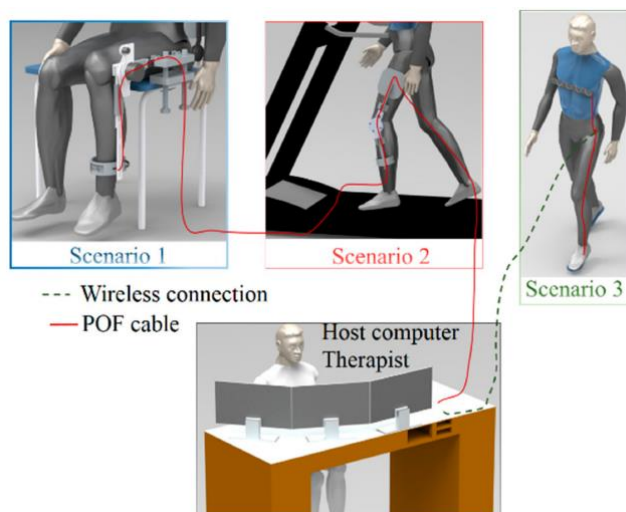 Scenario 1
Scenario 2
Scenario 3
Wireless connection
POF cable
Host computer
Therapist